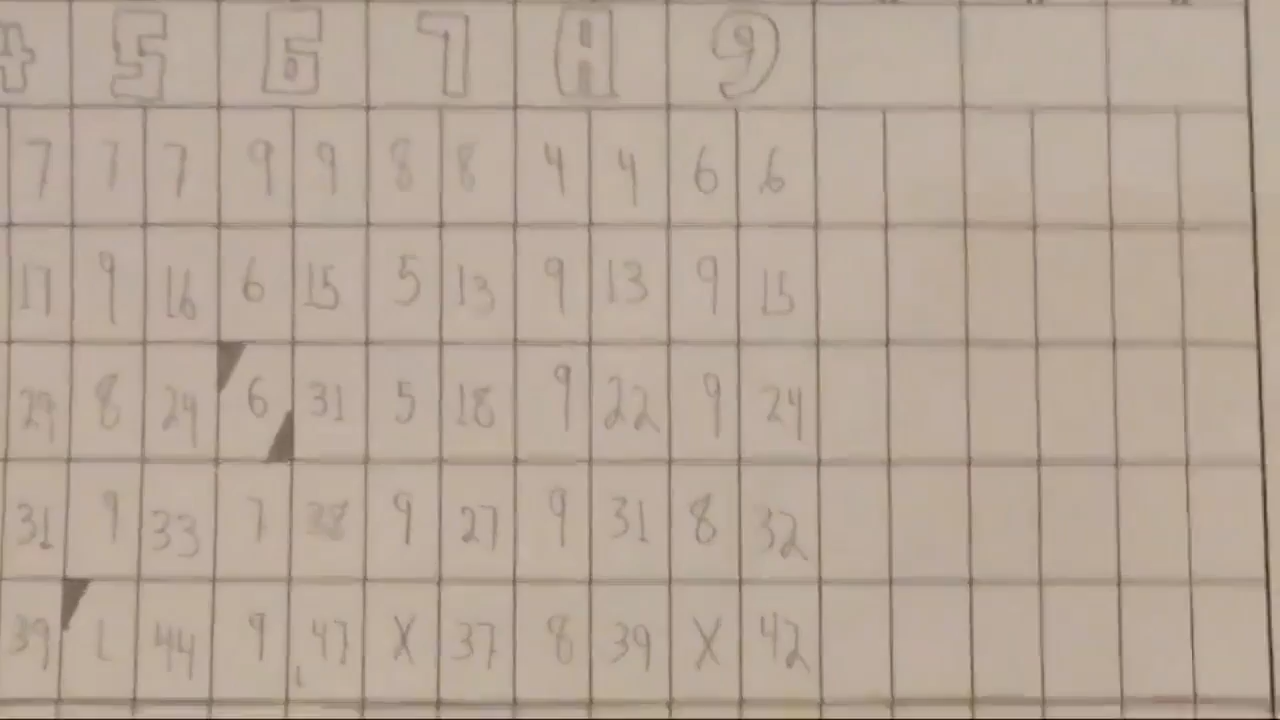 4 5 6 7 8 9
7 7 7 9 9 8 8 4 4 6 6
17 9 16 6 15 5 13 9 13 9 15
29 8 24 6 31 5 18 9 22 9 24
31 9 33 7 38 9 27 9 31 8 32
39 44 9 47 X 37 8 39 X 42